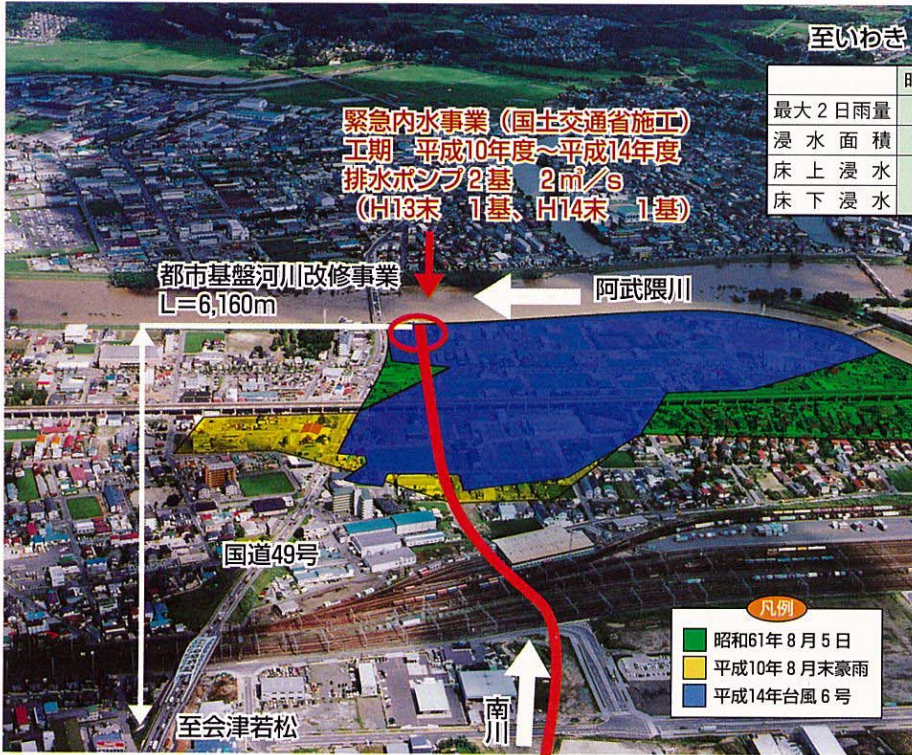 至いわき
最大2日雨量
浸水面積
床上浸水
床下浸水
緊急内水事業（国土交通省施工）
工期　平成10年度～平成14年度
排水ポンプ2基　2㎥／s
（H13末　1基、H14末　1基）
都市基盤河川改修事業
L＝6,160m
阿武隈川
国道49号
凡例
昭和61年8月5日
平成10年8月末豪雨
平成14年台風6号
至会津若松
南川